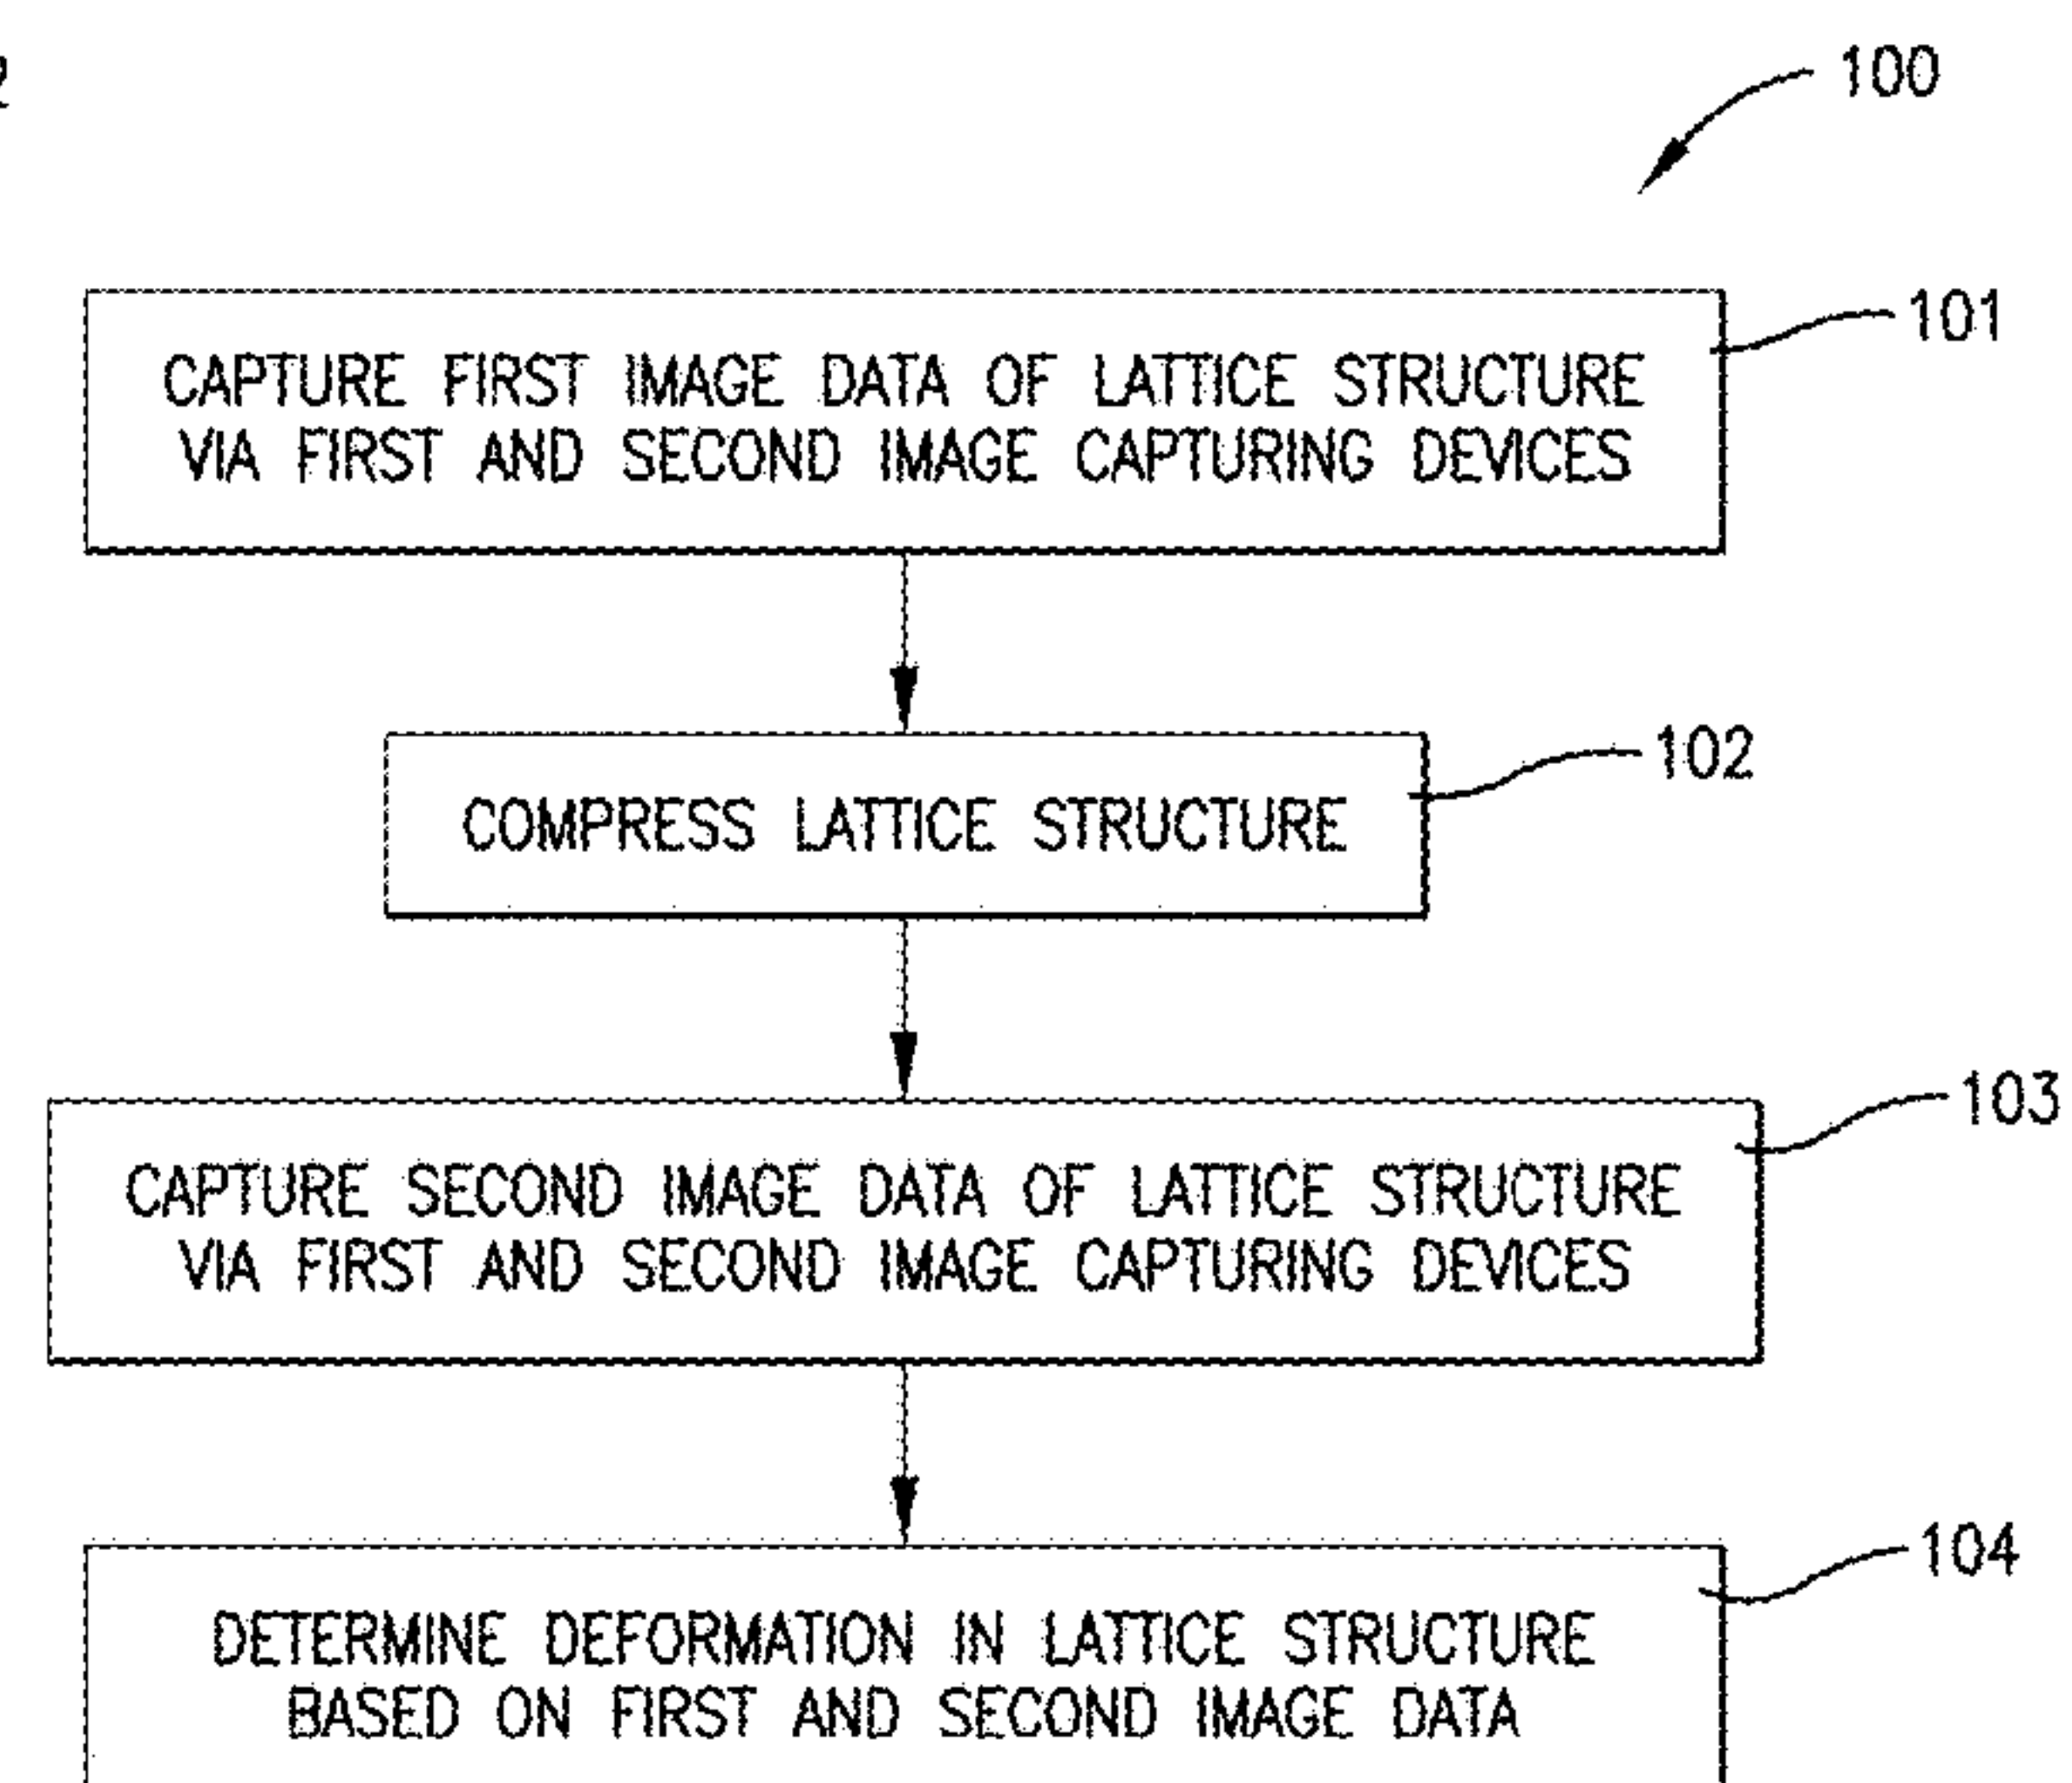 100
101
CAPTURE FIRST IMAGE DATA OF LATTICE STRUCTURE
VIA FIRST AND SECOND IMAGE CAPTURING DEVICES
102
COMPRESS LATTICE STRUCTURE
103
CAPTURE SECOND IMAGE DATA OF LATTICE STRUCTURE
VIA FIRST AND SECOND IMAGE CAPTURING DEVICES
104
DETERMINE DEFORMATION IN LATTICE STRUCTURE
BASED ON FIRST AND SECOND IMAGE DATA